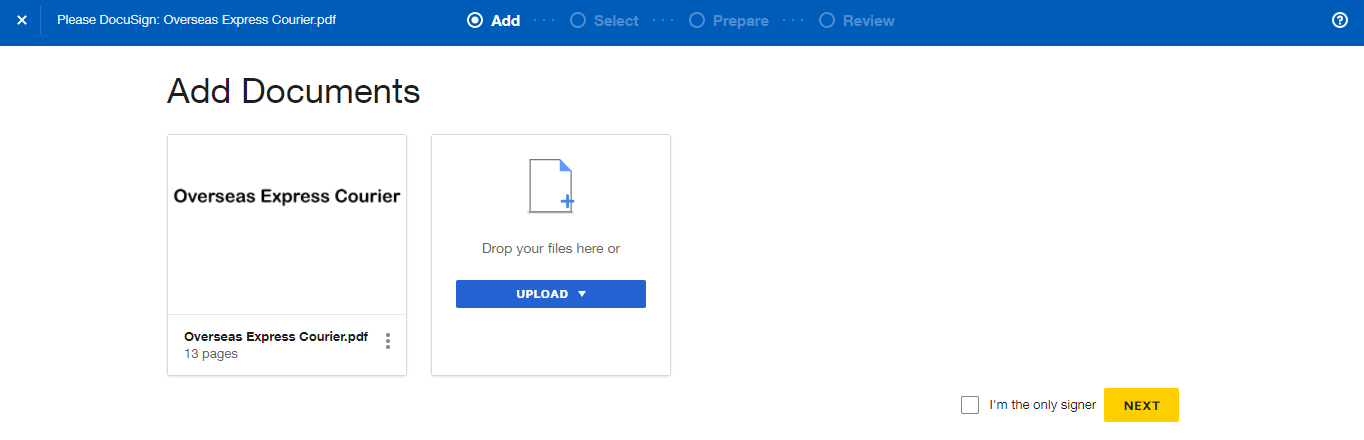 Please DocuSign: Overseas Express Courier.pdf
Add
Select
Prepare
Review
Add Documents
Overseas Express Courier
Overseas Express Courier.pdf
13 pages
Drop your files here or
UPLOAD
I'm the only signer
NEXT